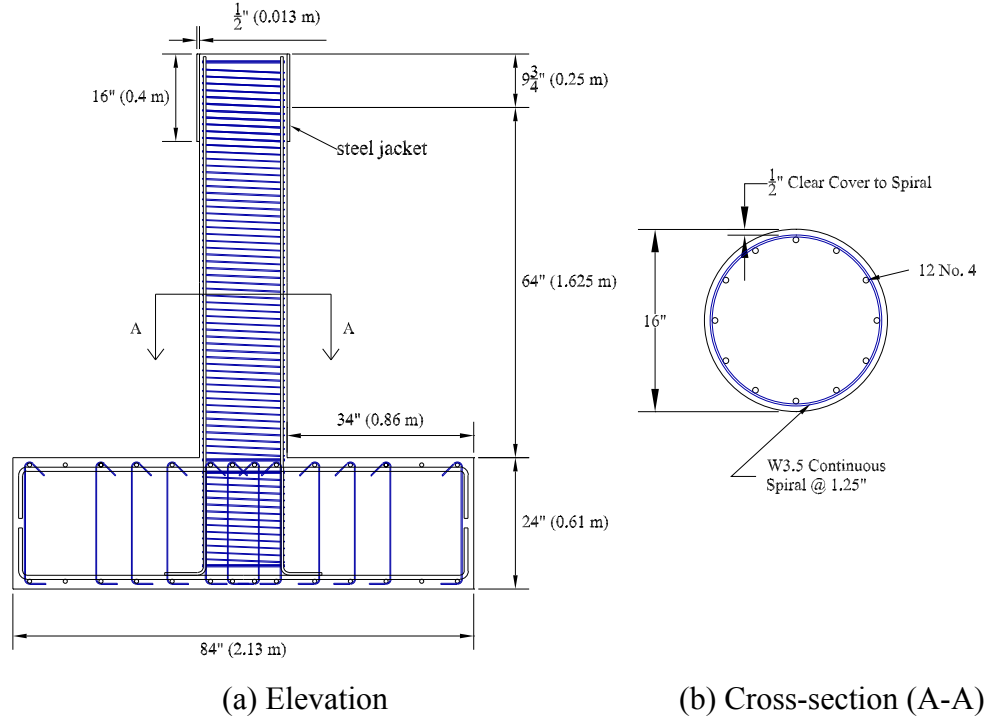 1/2" (0.013 m)
16" (0.4 m)
9 3/4" (0.25 m)
steel jacket
64" (1.625 m)
A
A
34" (0.86 m)
24" (0.61 m)
84" (2.13 m)
(a) Elevation
1/2" Clear Cover to Spiral
12 No. 4
16"
W3.5 Continuous
Spiral @ 1.25"
(b) Cross-section (A-A)